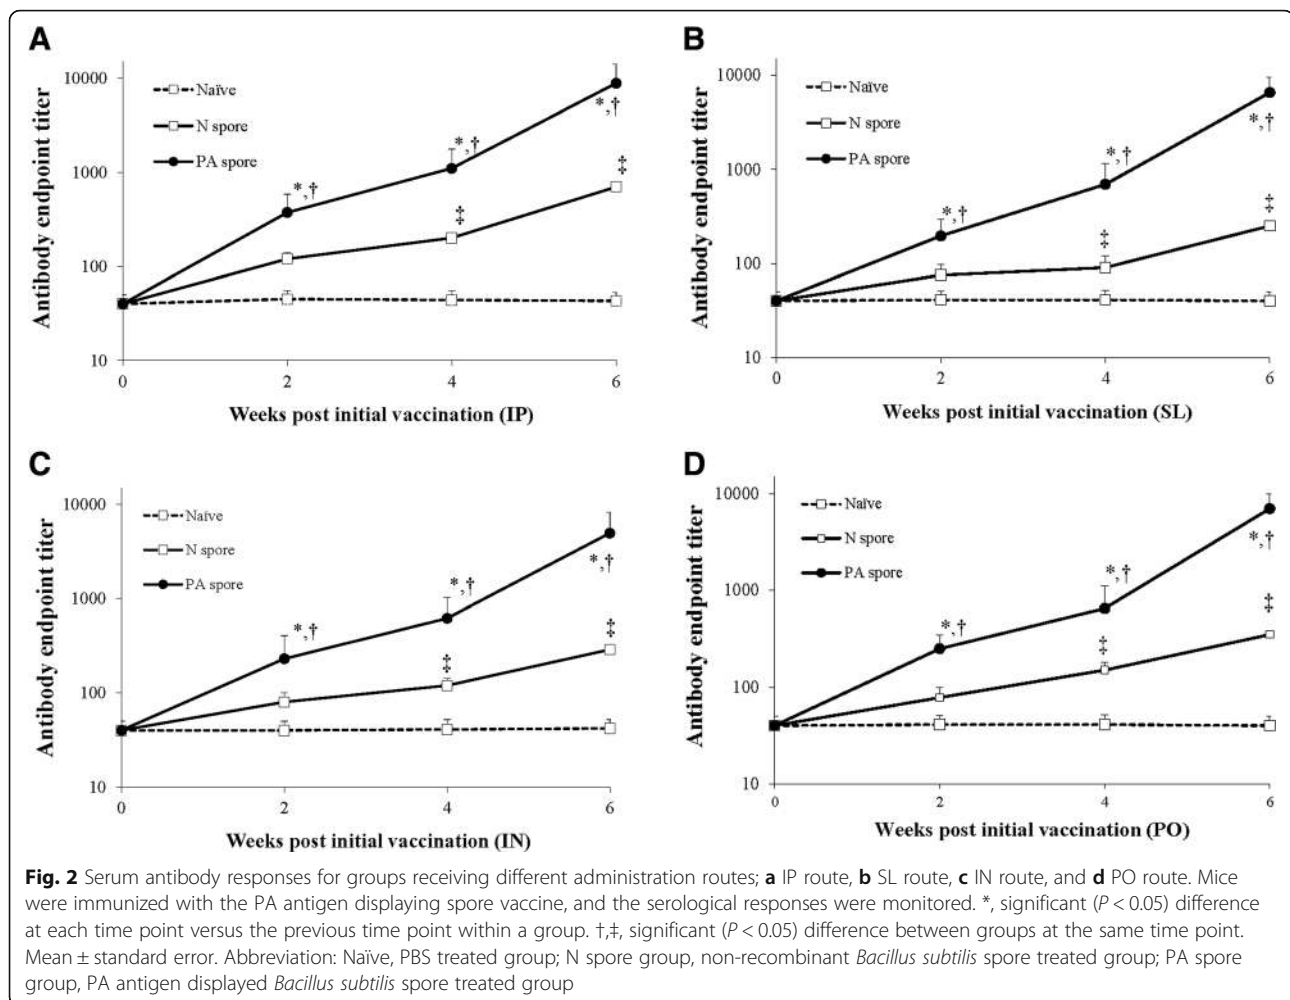 A
Antibody endpoint titer
10000
1000
100
10
Naïve
N spore
PA spore
*,†
*,†
*,†
‡
‡
0 2 4 6
Weeks post initial vaccination (IP)
B
Antibody endpoint titer
10000
1000
100
10
Naïve
N spore
PA spore
*,†
*,†
*,†
‡
‡
0 2 4 6
Weeks post initial vaccination (SL)
C
Antibody endpoint titer
10000
1000
100
10
Naïve
N spore
PA spore
*,†
*,†
*,†
‡
‡
0 2 4 6
Weeks post initial vaccination (IN)
D
Antibody endpoint titer
10000
1000
100
10
Naïve
N spore
PA spore
*,†
*,†
*,†
‡
‡
0 2 4 6
Weeks post initial vaccination (PO)
Fig. 2 Serum antibody responses for groups receiving different administration routes; a IP route, b SL route, c IN route, and d PO route. Mice
were immunized with the PA antigen displaying spore vaccine, and the serological responses were monitored. *, significant (P < 0.05) difference
at each time point versus the previous time point within a group. †,‡, significant (P < 0.05) difference between groups at the same time point.
Mean ± standard error. Abbreviation: Naïve, PBS treated group; N spore group, non-recombinant Bacillus subtilis spore treated group; PA spore
group, PA antigen displayed Bacillus subtilis spore treated group